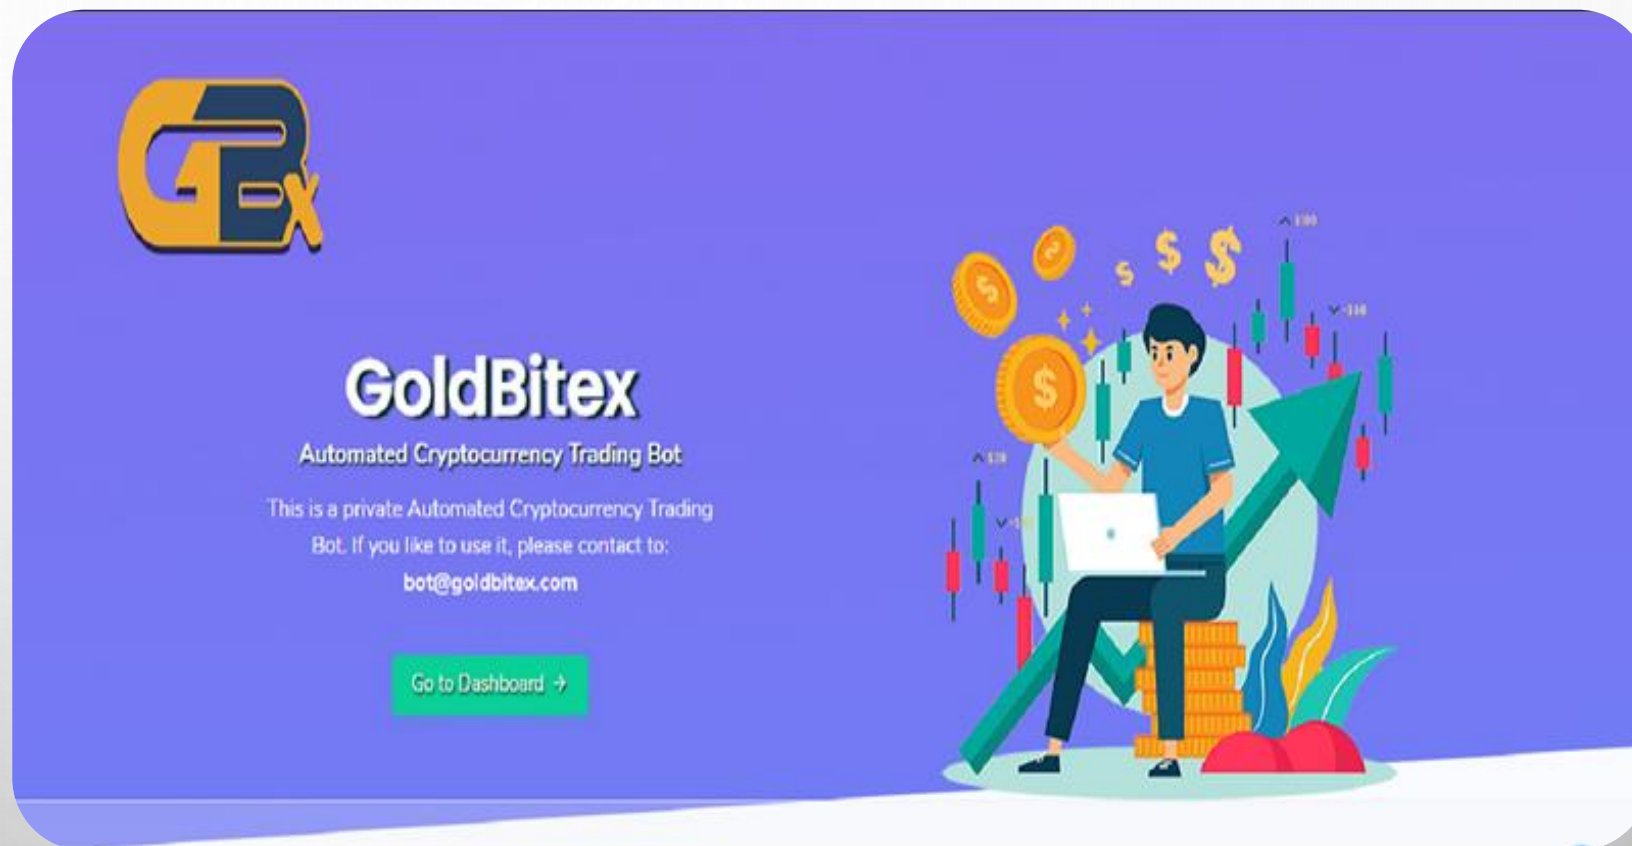 GBx
GoldBitex
Automated Cryptocurrency Trading Bot
This is a private Automated Cryptocurrency Trading
Bot. If you like to use it, please contact to:
bot@goldbitex.com
Go to Dashboard →